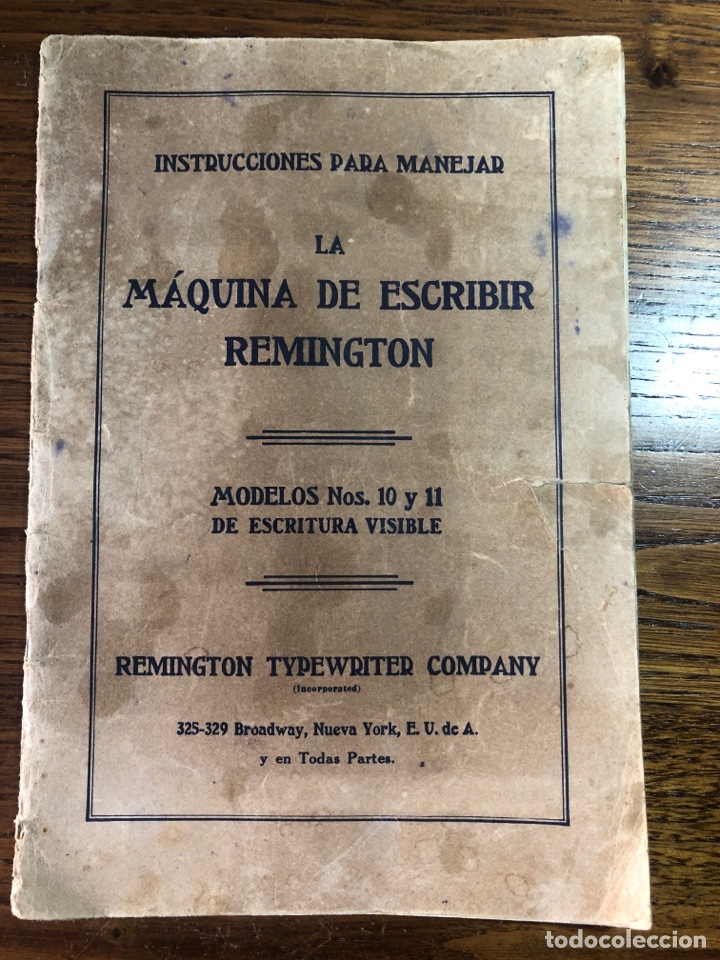 INSTRUCCIONES PARA MANEJAR
LA
MÁQUINA DE ESCRIBIR
REMINGTON
MODELOS Nos. 10 y 11
DE ESCRITURA VISIBLE
REMINGTON TYPEWRITER COMPANY
(Incorporated)
325-329 Broadway, Nueva York, E. U. de A.
y en Todas Partes.
todocoleccion